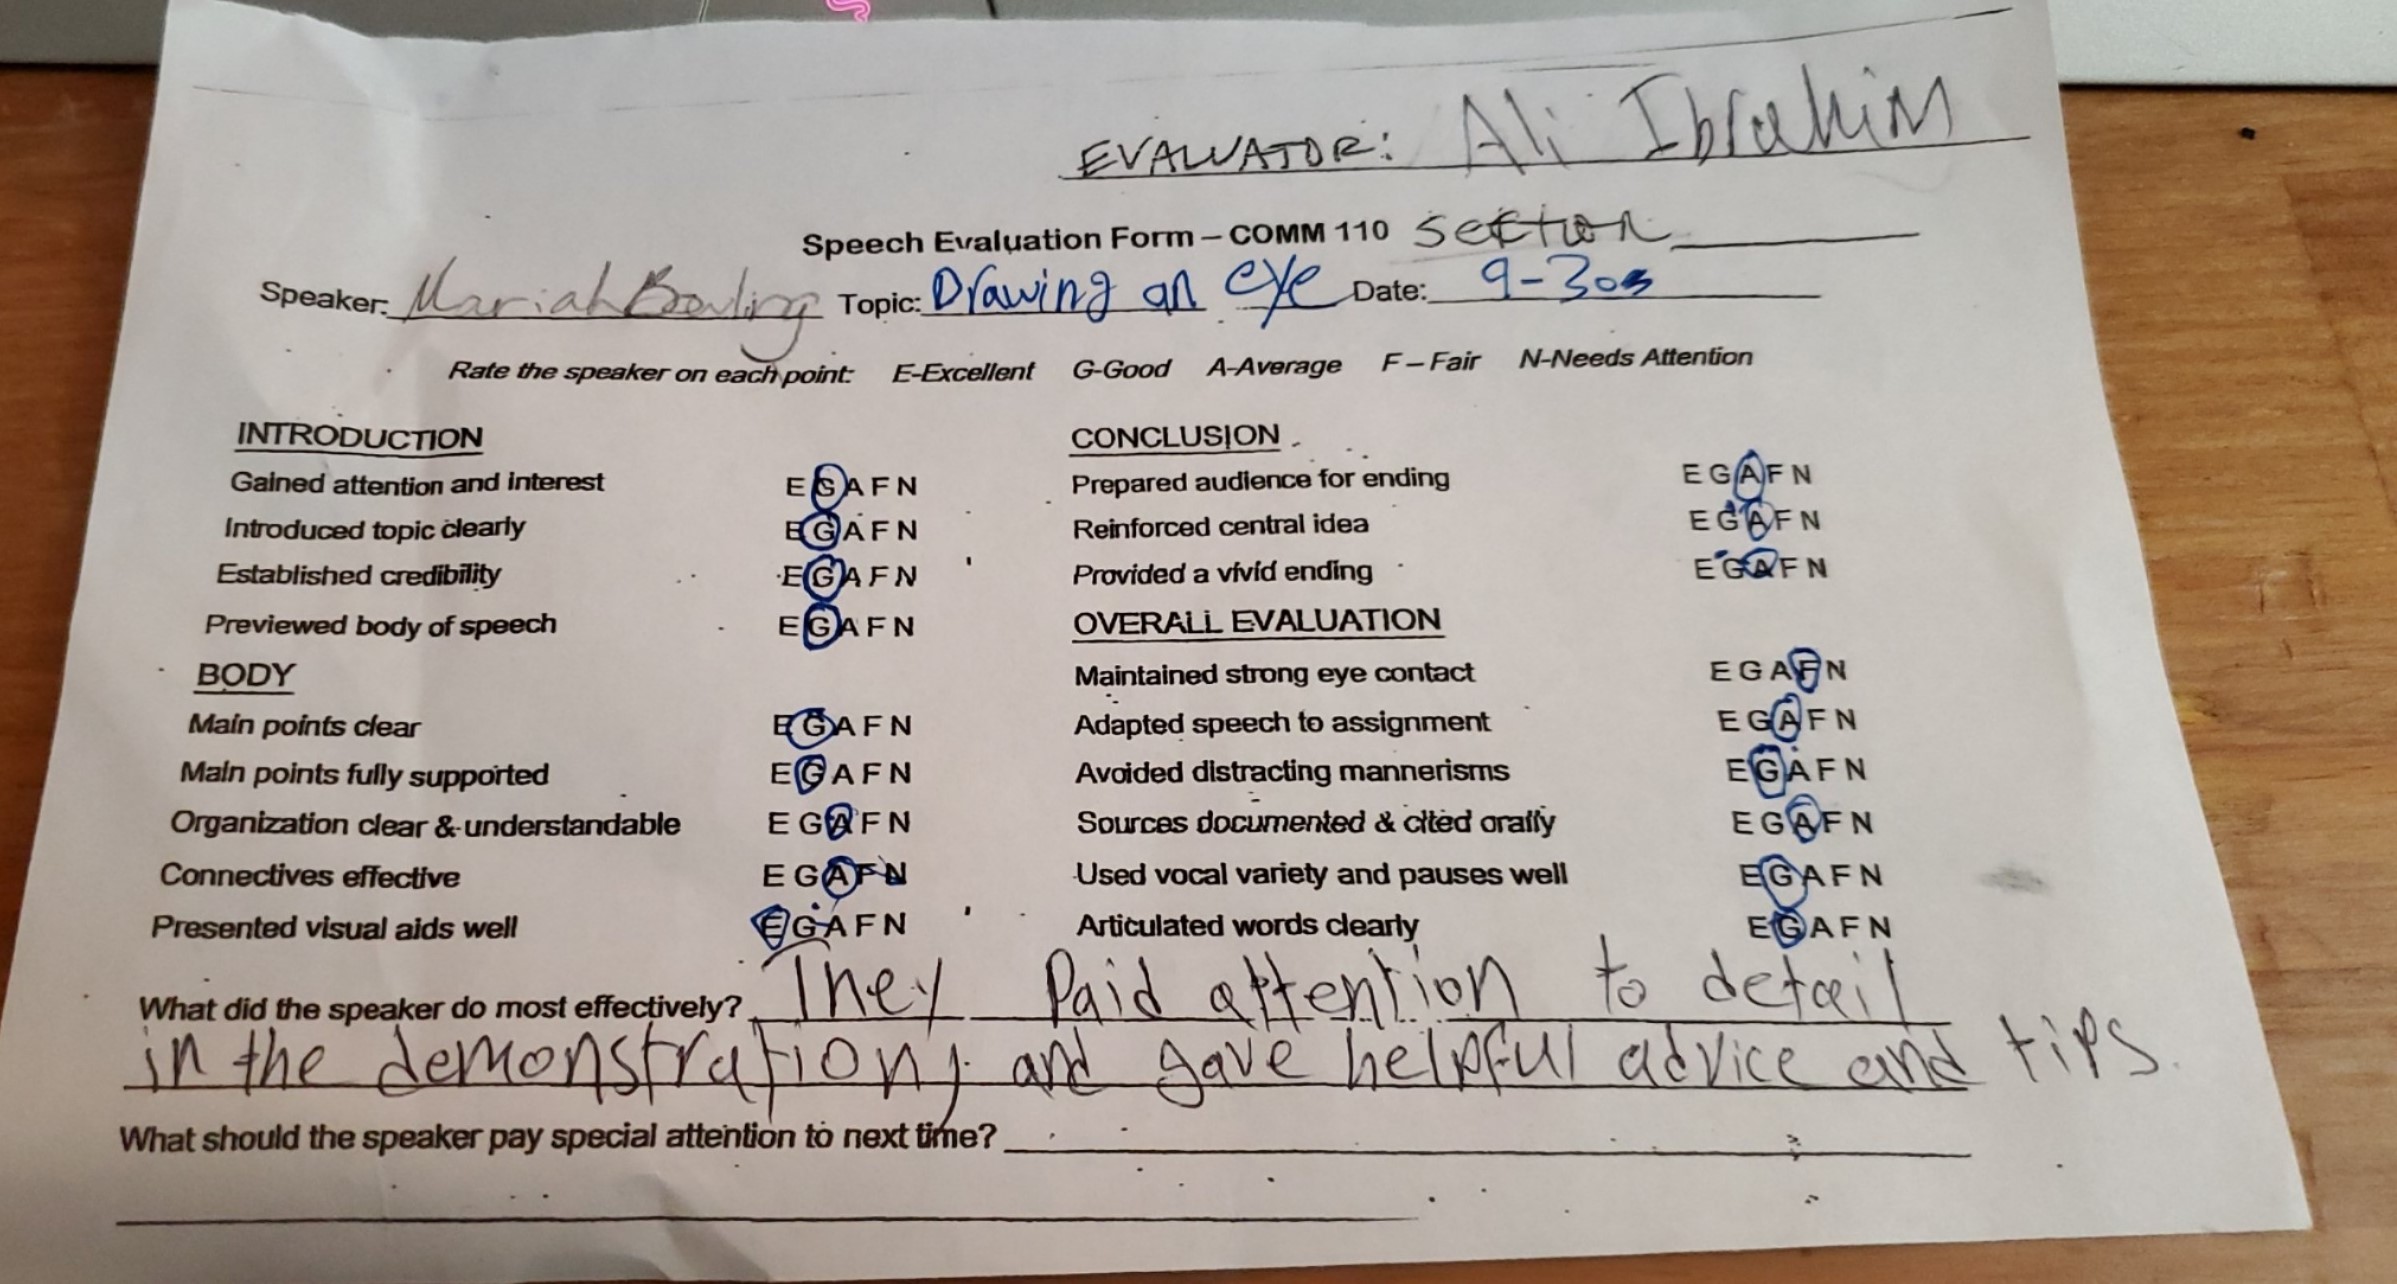 EVALUATOR: Ali Ibrahim
Speech Evaluation Form – COMM 110 section
Speaker: Mariah Bowling Topic: Drawing an eye Date: 9-30
Rate the speaker on each point: E-Excellent G-Good A-Average F – Fair N-Needs Attention
INTRODUCTION
Gained attention and interest E G A F N
Introduced topic clearly E G A F N
Established credibility E G A F N
Previewed body of speech E G A F N
BODY
Main points clear E G A F N
Main points fully supported E G A F N
Organization clear & understandable E G A F N
Connectives effective E G A F N
Presented visual aids well E G A F N
CONCLUSION
Prepared audience for ending E G A F N
Reinforced central idea E G A F N
Provided a vivid ending E G A F N
OVERALL EVALUATION
Maintained strong eye contact E G A F N
Adapted speech to assignment E G A F N
Avoided distracting mannerisms E G A F N
Sources documented & cited orally E G A F N
Used vocal variety and pauses well E G A F N
Articulated words clearly E G A F N
What did the speaker do most effectively? They Paid attention to detail
in the demonstration, and gave helpful advice and tips.
What should the speaker pay special attention to next time?